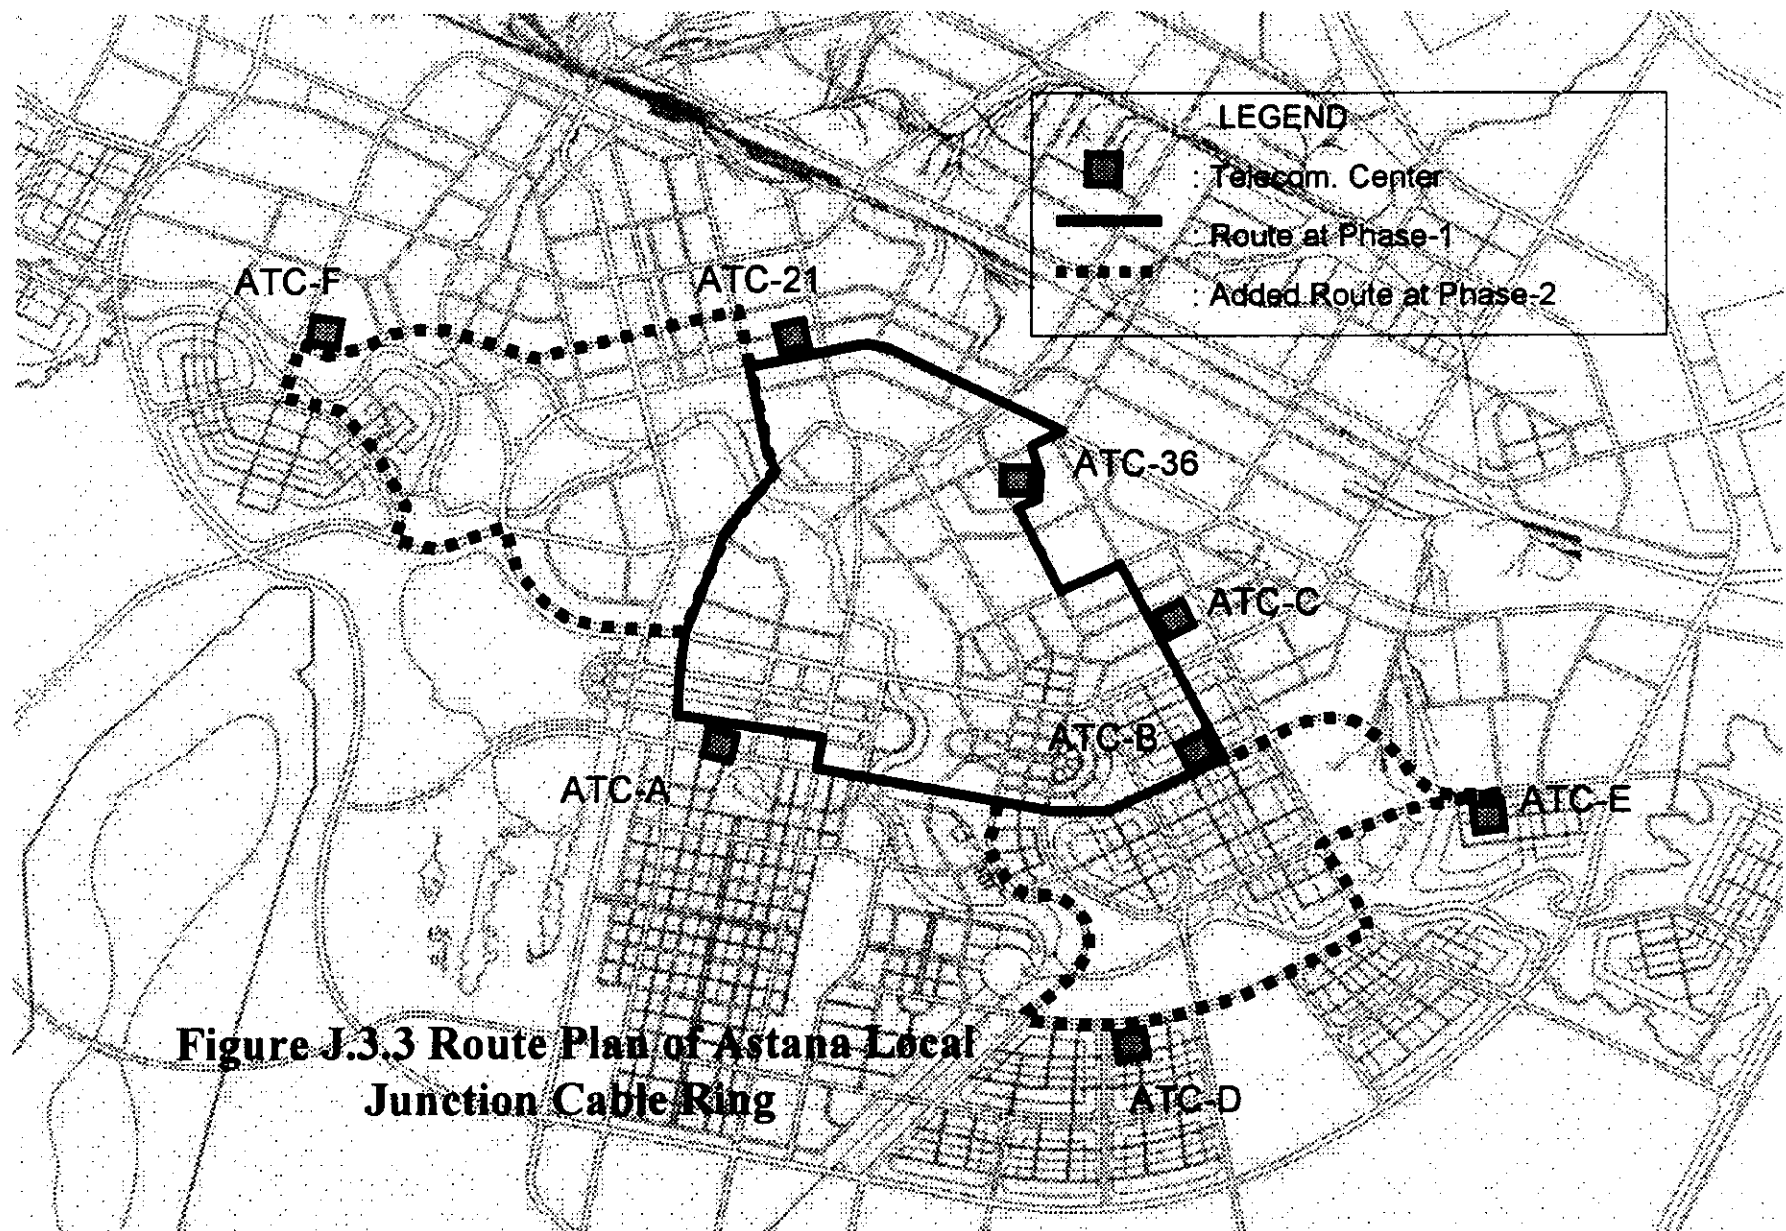 LEGEND
: Telecom. Center
: Route at Phase-1
: Added Route at Phase-2
ATC-F
ATC-21
ATC-36
ATC-C
ATC-B
ATC-A
ATC-E
Figure J.3.3 Route Plan of Astana Local
Junction Cable Ring
ATC-D